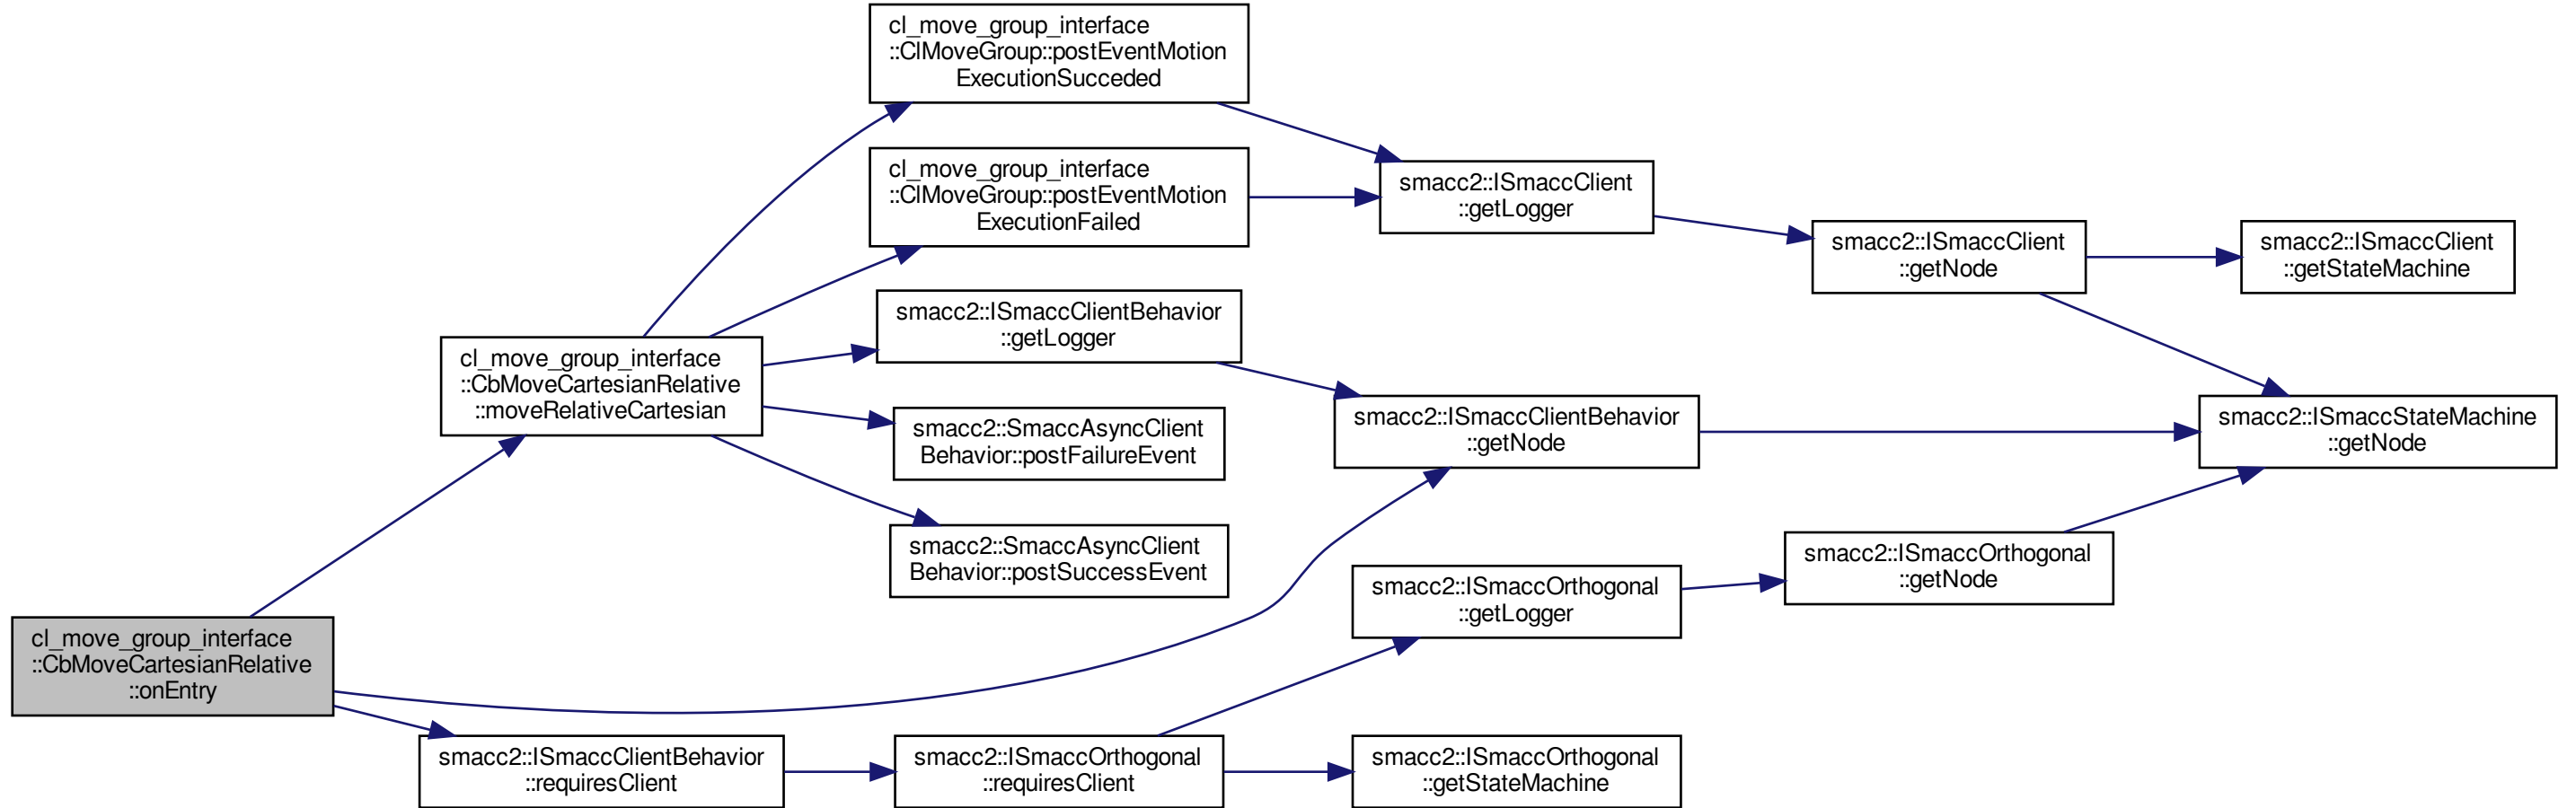 cl_move_group_interface
::ClMoveGroup::postEventMotion
ExecutionSucceded
cl_move_group_interface
::ClMoveGroup::postEventMotion
ExecutionFailed
smacc2::ISmaccClient
::getLogger
smacc2::ISmaccClient
::getNode
smacc2::ISmaccClient
::getStateMachine
smacc2::ISmaccClientBehavior
::getLogger
cl_move_group_interface
::CbMoveCartesianRelative
::moveRelativeCartesian
smacc2::SmaccAsyncClient
Behavior::postFailureEvent
smacc2::ISmaccClientBehavior
::getNode
smacc2::ISmaccStateMachine
::getNode
smacc2::SmaccAsyncClient
Behavior::postSuccessEvent
smacc2::ISmaccOrthogonal
::getNode
smacc2::ISmaccOrthogonal
::getLogger
cl_move_group_interface
::CbMoveCartesianRelative
::onEntry
smacc2::ISmaccClientBehavior
::requiresClient
smacc2::ISmaccOrthogonal
::requiresClient
smacc2::ISmaccOrthogonal
::getStateMachine